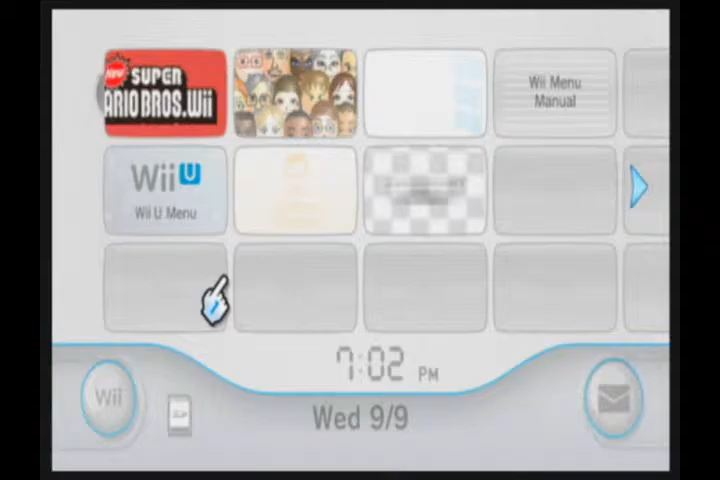 NEW
SUPER
MARIO BROS.Wii
Wii Menu
Manual
Wii U
Wii U Menu
7:02 PM
Wii
Wed 9/9